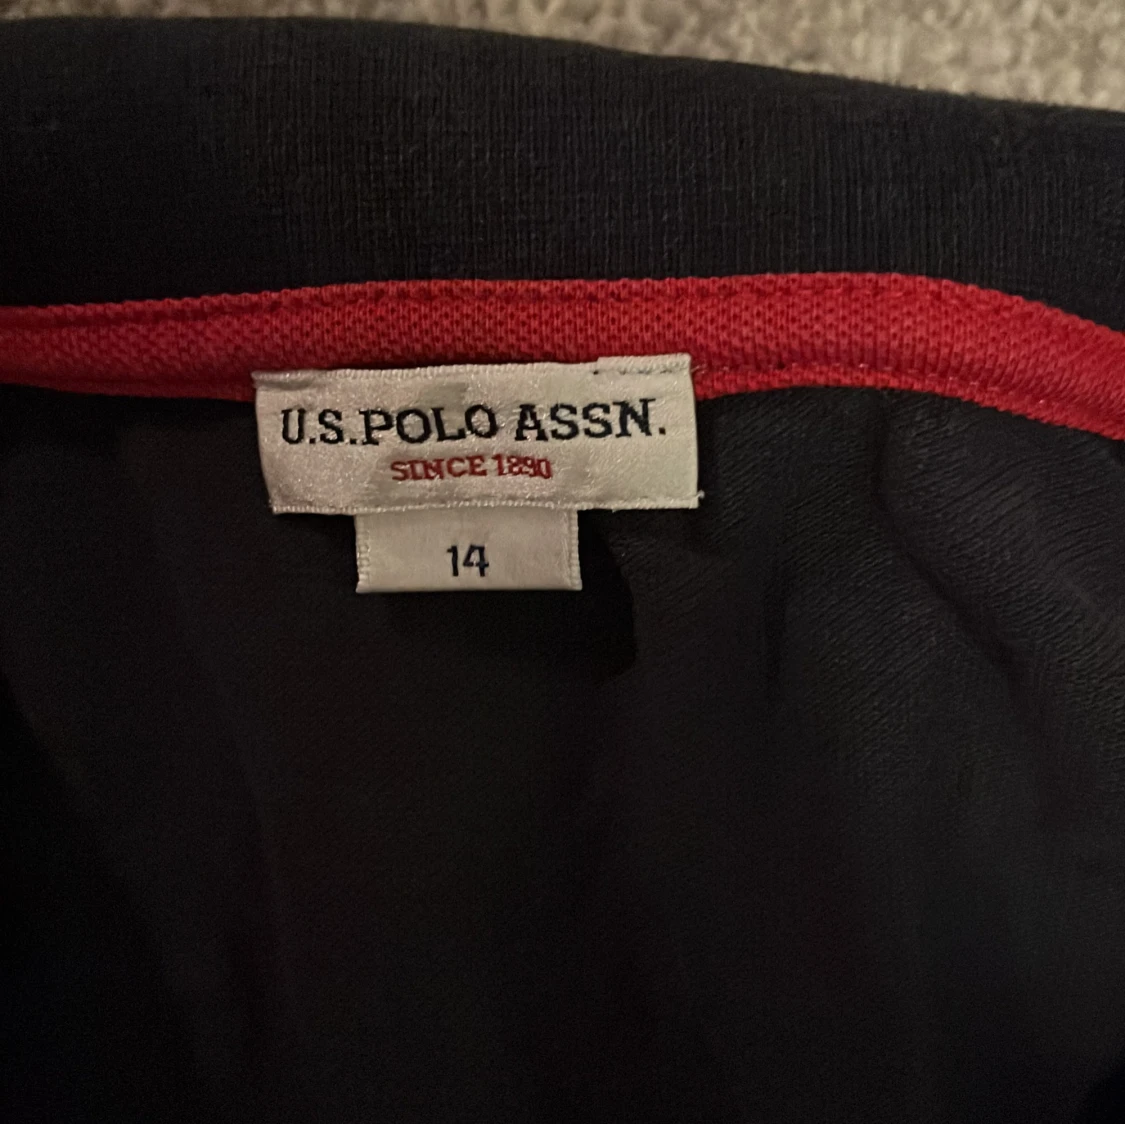 U.S. POLO ASSN.
SINCE 1890
14